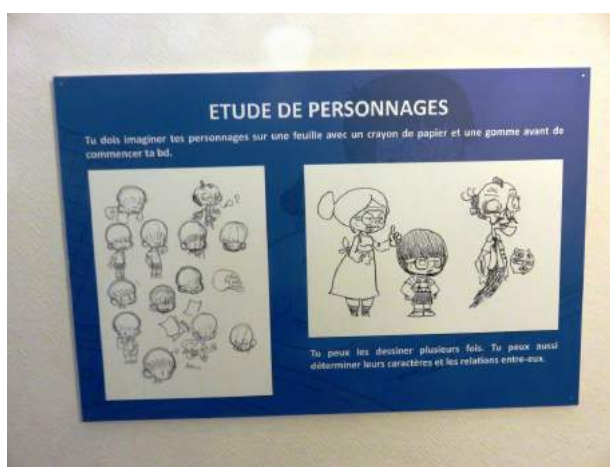 ETUDE DE PERSONNAGES
Tu dois imaginer tes personnages sur une feuille avec un crayon de papier et une gomme avant de
commencer ta bd.
Tu peux les dessiner plusieurs fois. Tu peux aussi
déterminer leurs caractères et les relations entre-eux.